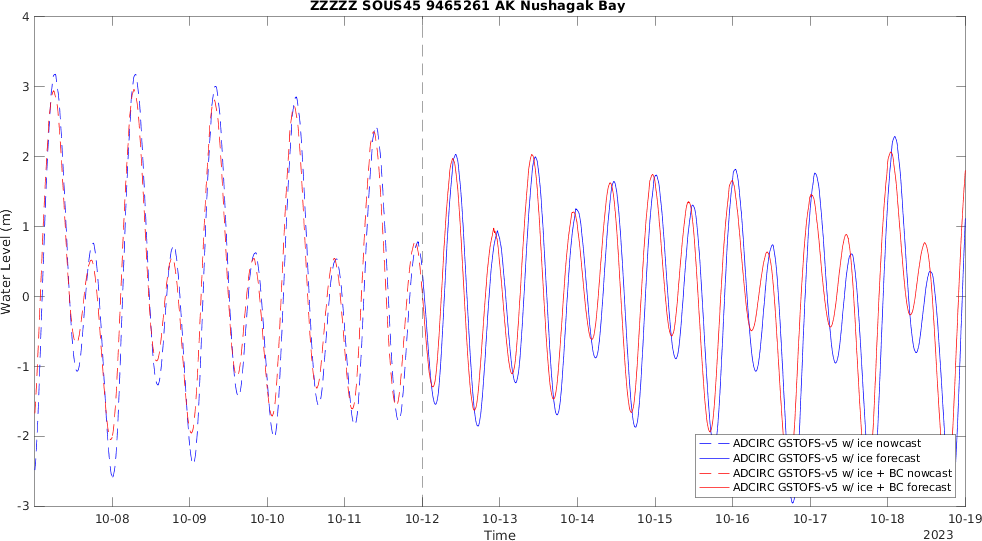 ZZZZZ SOUS45 9465261 AK Nushagak Bay
4
3
2
1
0
-1
-2
-3
Water Level (m)
ADCIRC GSTOFS-v5 w/ ice nowcast
ADCIRC GSTOFS-v5 w/ ice forecast
ADCIRC GSTOFS-v5 w/ ice + BC nowcast
ADCIRC GSTOFS-v5 w/ ice + BC forecast
10-08 10-09 10-10 10-11 10-12 10-13 10-14 10-15 10-16 10-17 10-18 10-19
Time
2023